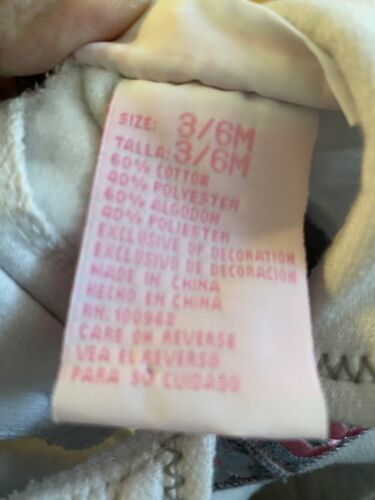 SIZE: 3/6M
TALLA: 3/6M
60% COTTON
40% POLYESTER
60% ALGODON
40% POLIESTER
EXCLUSIVE OF DECORATION
EXCLUSIVO DE DECORACIÓN
MADE IN CHINA
HECHO EN CHINA
RN: 100962
CARE ON REVERSE
VEA EL REVERSO
PARA SU CUIDADO